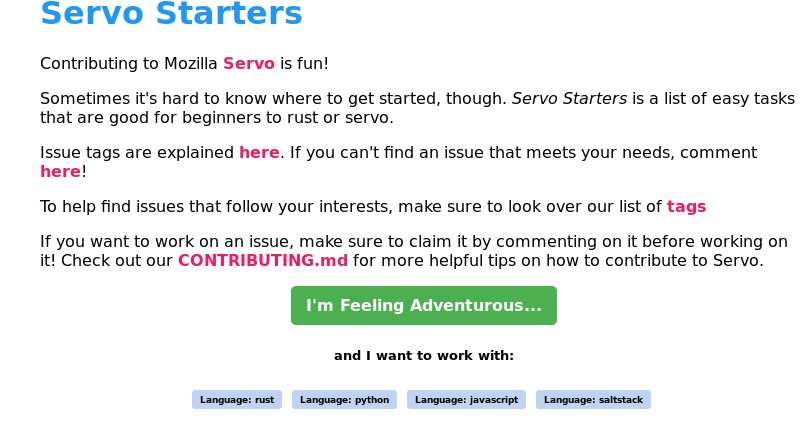 Servo Starters
Contributing to Mozilla Servo is fun!
Sometimes it's hard to know where to get started, though. Servo Starters is a list of easy tasks
that are good for beginners to rust or servo.
Issue tags are explained here. If you can't find an issue that meets your needs, comment
here!
To help find issues that follow your interests, make sure to look over our list of tags
If you want to work on an issue, make sure to claim it by commenting on it before working on
it! Check out our CONTRIBUTING.md for more helpful tips on how to contribute to Servo.
I'm Feeling Adventurous...
and I want to work with:
Language: rust Language: python Language: javascript Language: saltstack